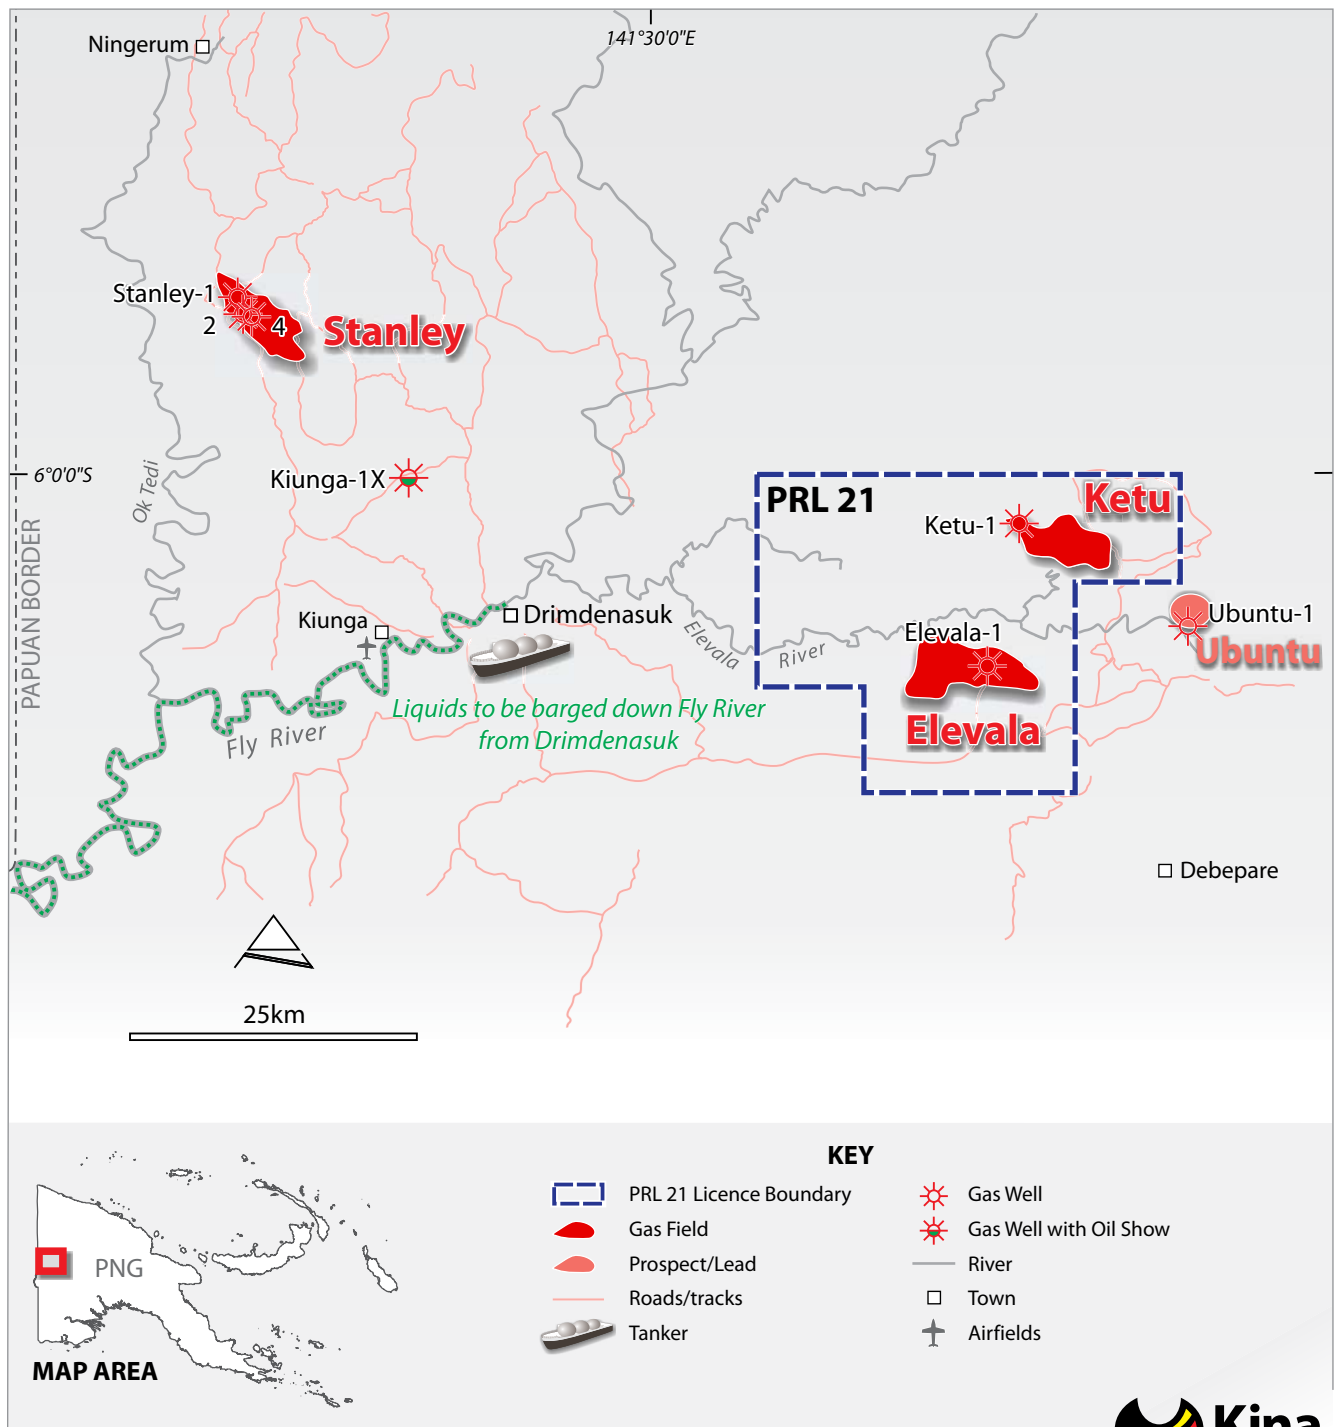 Ningerum
141°30'0"E
Stanley-1
2
4
Stanley
6°0'0"S
Kiunga-1X
Ok Tedi
PAPUAN BORDER
PRL 21
Ketu
Ketu-1
Kiunga
Drimdenasuk
Elevala
River
Elevala-1
Ubuntu-1
Ubuntu
Liquids to be barged down Fly River
from Drimdenasuk
Fly River
Elevala
Debepare
25km
KEY
PRL 21 Licence Boundary
Gas Field
Prospect/Lead
Roads/tracks
Tanker
Gas Well
Gas Well with Oil Show
River
Town
Airfields
PNG
MAP AREA
Kina